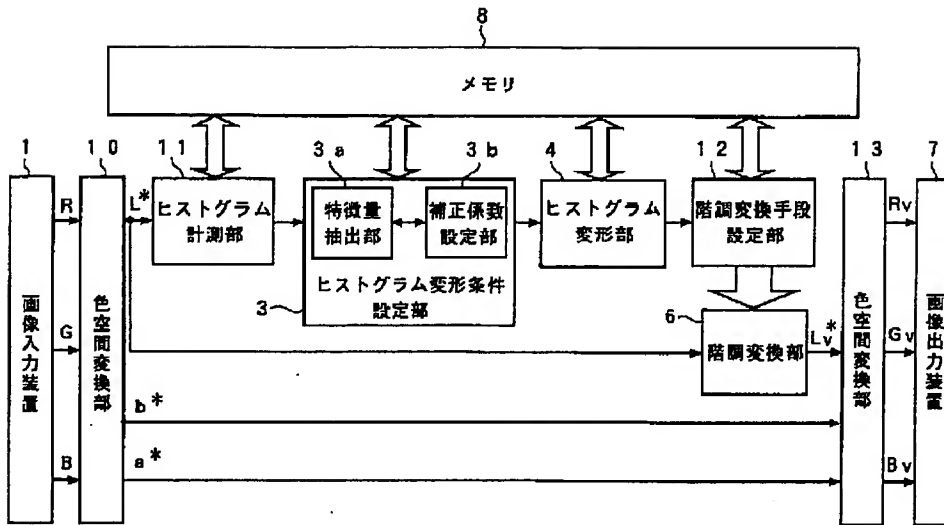 8
メモリ
1
10
11
3a
3b
4
12
13
7
R
L*
ヒストグラム
計測部
特徴量
抽出部
補正係数
設定部
ヒストグラム
変形部
階調変換手段
設定部
Rv
ヒストグラム変形条件
設定部
3
画像入力装置
G
色空間変換部
6
階調変換部
Lv*
色空間変換部
Gv
画像出力装置
b*
B
a*
Bv